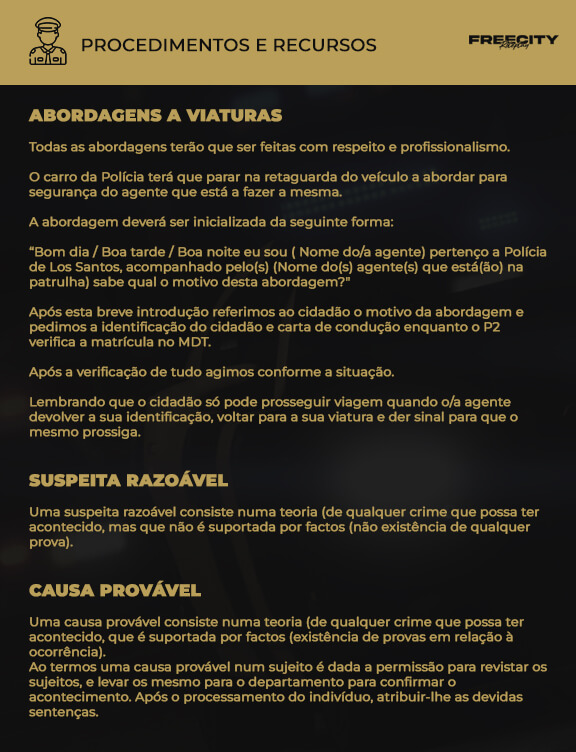 PROCEDIMENTOS E RECURSOS
FREECITY
Roleplay
ABORDAGENS A VIATURAS
Todas as abordagens terão que ser feitas com respeito e profissionalismo.
O carro da Polícia terá que parar na retaguarda do veículo a abordar para
segurança do agente que está a fazer a mesma.
A abordagem deverá ser inicializada da seguinte forma:
“Bom dia / Boa tarde / Boa noite eu sou ( Nome do/a agente) pertenço a Polícia
de Los Santos, acompanhado pelo(s) (Nome do(s) agente(s) que está(ão) na
patrulha) sabe qual o motivo desta abordagem?"
Após esta breve introdução referimos ao cidadão o motivo da abordagem e
pedimos a identificação do cidadão e carta de condução enquanto o P2
verifica a matrícula no MDT.
Após a verificação de tudo agimos conforme a situação.
Lembrando que o cidadão só pode prosseguir viagem quando o/a agente
devolver a sua identificação, voltar para a sua viatura e der sinal para que o
mesmo prossiga.
SUSPEITA RAZOÁVEL
Uma suspeita razoável consiste numa teoria (de qualquer crime que possa ter
acontecido, mas que não é suportada por factos (não existência de qualquer
prova).
CAUSA PROVÁVEL
Uma causa provável consiste numa teoria (de qualquer crime que possa ter
acontecido, que é suportada por factos (existência de provas em relação à
ocorrência).
Ao termos uma causa provável num sujeito é dada a permissão para revistar os
sujeitos, e levar os mesmo para o departamento para confirmar o
acontecimento. Após o processamento do indivíduo, atribuir-lhe as devidas
sentenças.